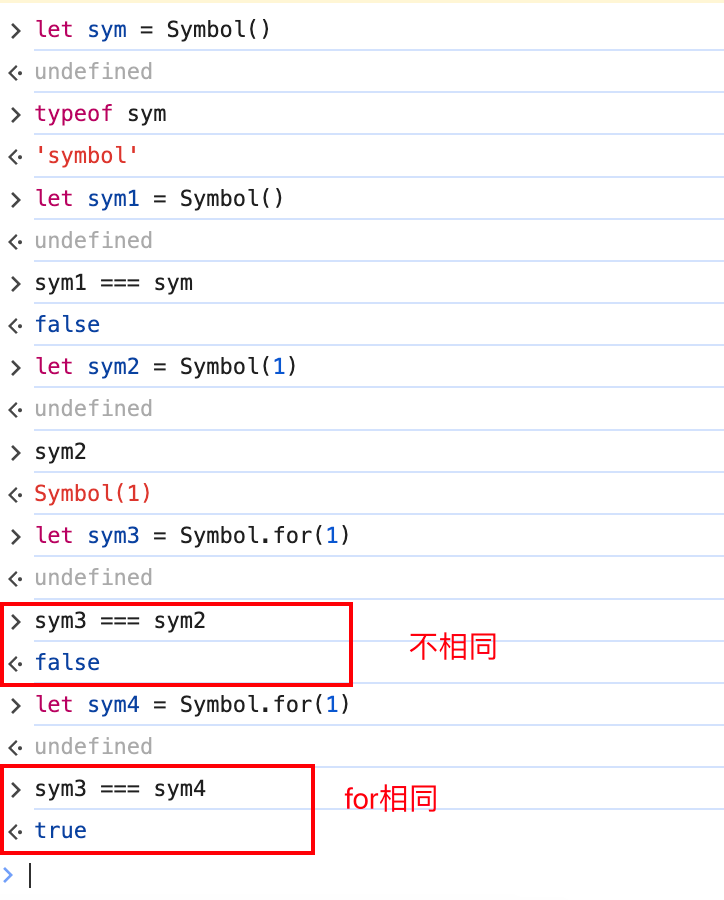 let sym = Symbol()
undefined
typeof sym
'symbol'
let sym1 = Symbol()
undefined
sym1 === sym
false
let sym2 = Symbol(1)
undefined
sym2
Symbol(1)
let sym3 = Symbol.for(1)
undefined
sym3 === sym2
不相同
false
let sym4 = Symbol.for(1)
undefined
sym3 === sym4
for相同
true